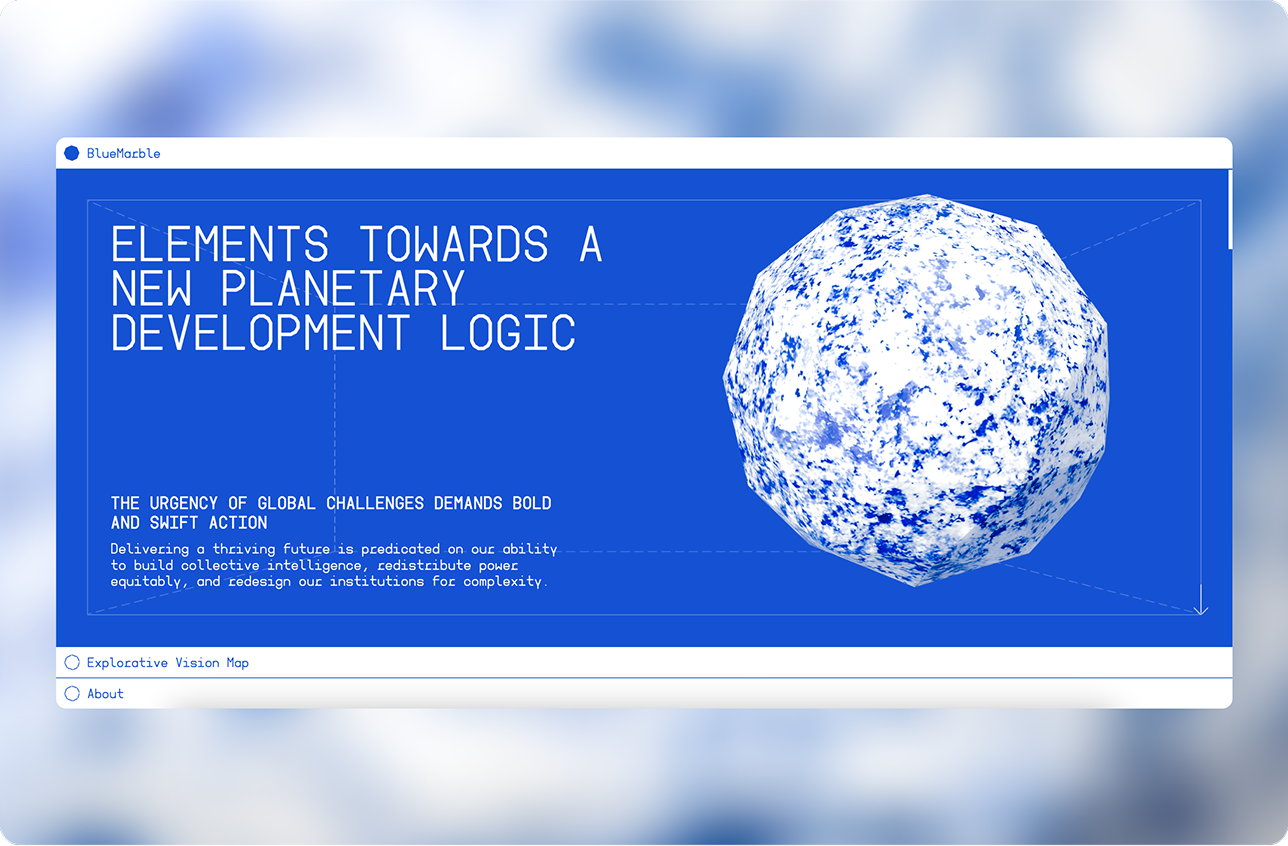 BlueMarble
ELEMENTS TOWARDS A
NEW PLANETARY
DEVELOPMENT LOGIC
THE URGENCY OF GLOBAL CHALLENGES DEMANDS BOLD
AND SWIFT ACTION
Delivering a thriving future is predicated on our ability
to build collective intelligence, redistribute power
equitably, and redesign our institutions for complexity.
Explorative Vision Map
About